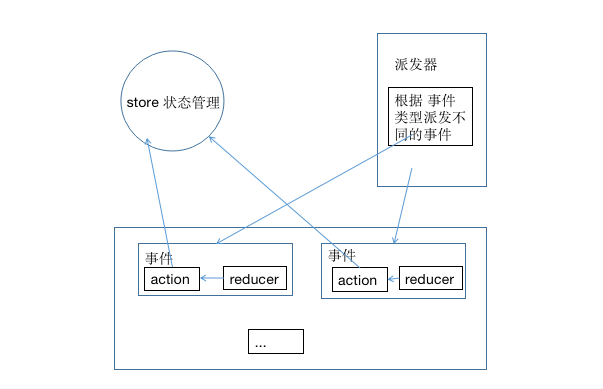 派发器
store 状态管理
根据 事件
类型派发不
同的事件
事件
action
reducer
事件
action
reducer
...